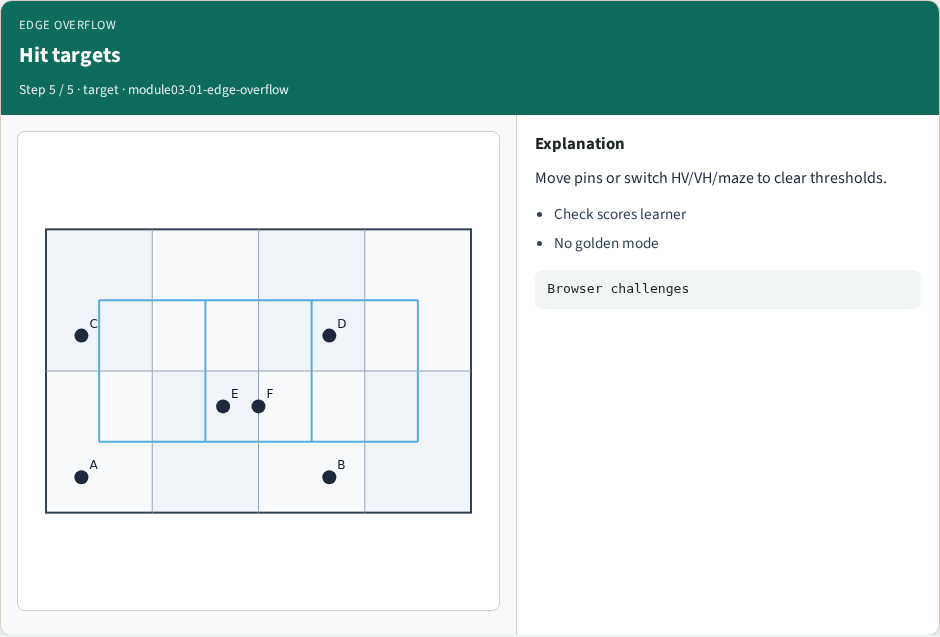 EDGE OVERFLOW
Hit targets
Step 5 / 5 · target · module03-01-edge-overflow
C
D
E
F
A
B
Explanation
Move pins or switch HV/VH/maze to clear thresholds.
Check scores learner
No golden mode
Browser challenges